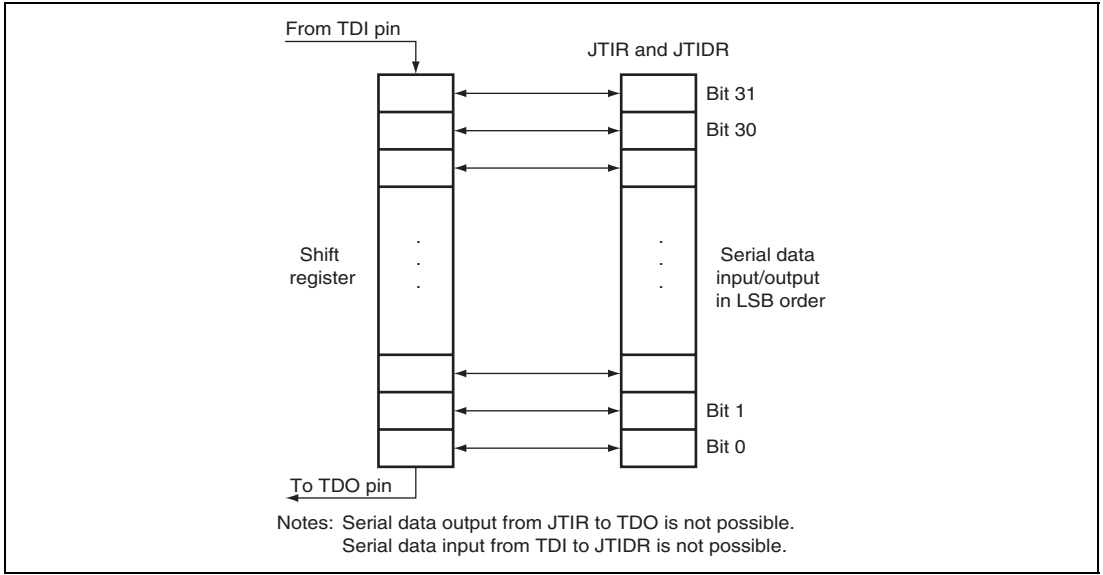 From TDI pin
JTIR and JTIDR
Bit 31
Bit 30
Shift
register
Serial data
input/output
in LSB order
Bit 1
Bit 0
To TDO pin
Notes: Serial data output from JTIR to TDO is not possible.
Serial data input from TDI to JTIDR is not possible.